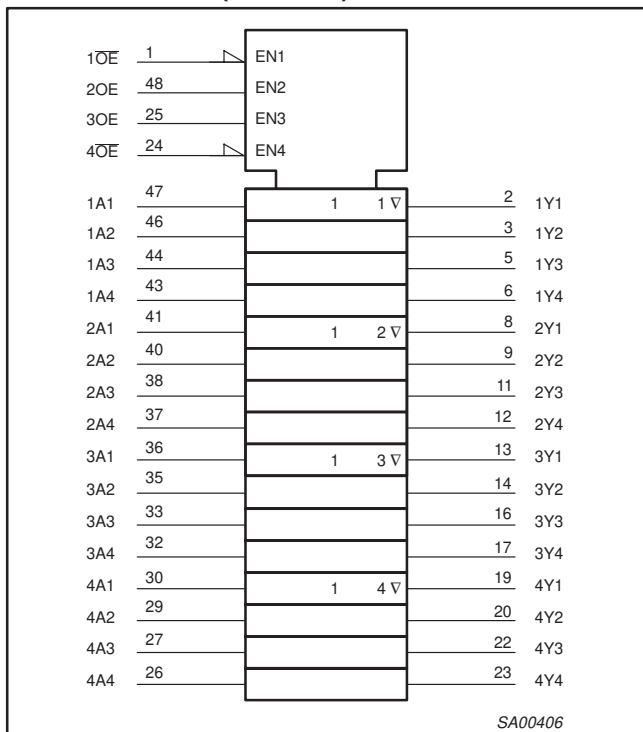 1O̅E̅ 1 EN1
2OE 48 EN2
3OE 25 EN3
4O̅E̅ 24 EN4
1A1 47 1 1 ∇ 2 1Y1
1A2 46 3 1Y2
1A3 44 5 1Y3
1A4 43 6 1Y4
2A1 41 1 2 ∇ 8 2Y1
2A2 40 9 2Y2
2A3 38 11 2Y3
2A4 37 12 2Y4
3A1 36 1 3 ∇ 13 3Y1
3A2 35 14 3Y2
3A3 33 16 3Y3
3A4 32 17 3Y4
4A1 30 1 4 ∇ 19 4Y1
4A2 29 20 4Y2
4A3 27 22 4Y3
4A4 26 23 4Y4
SA00406